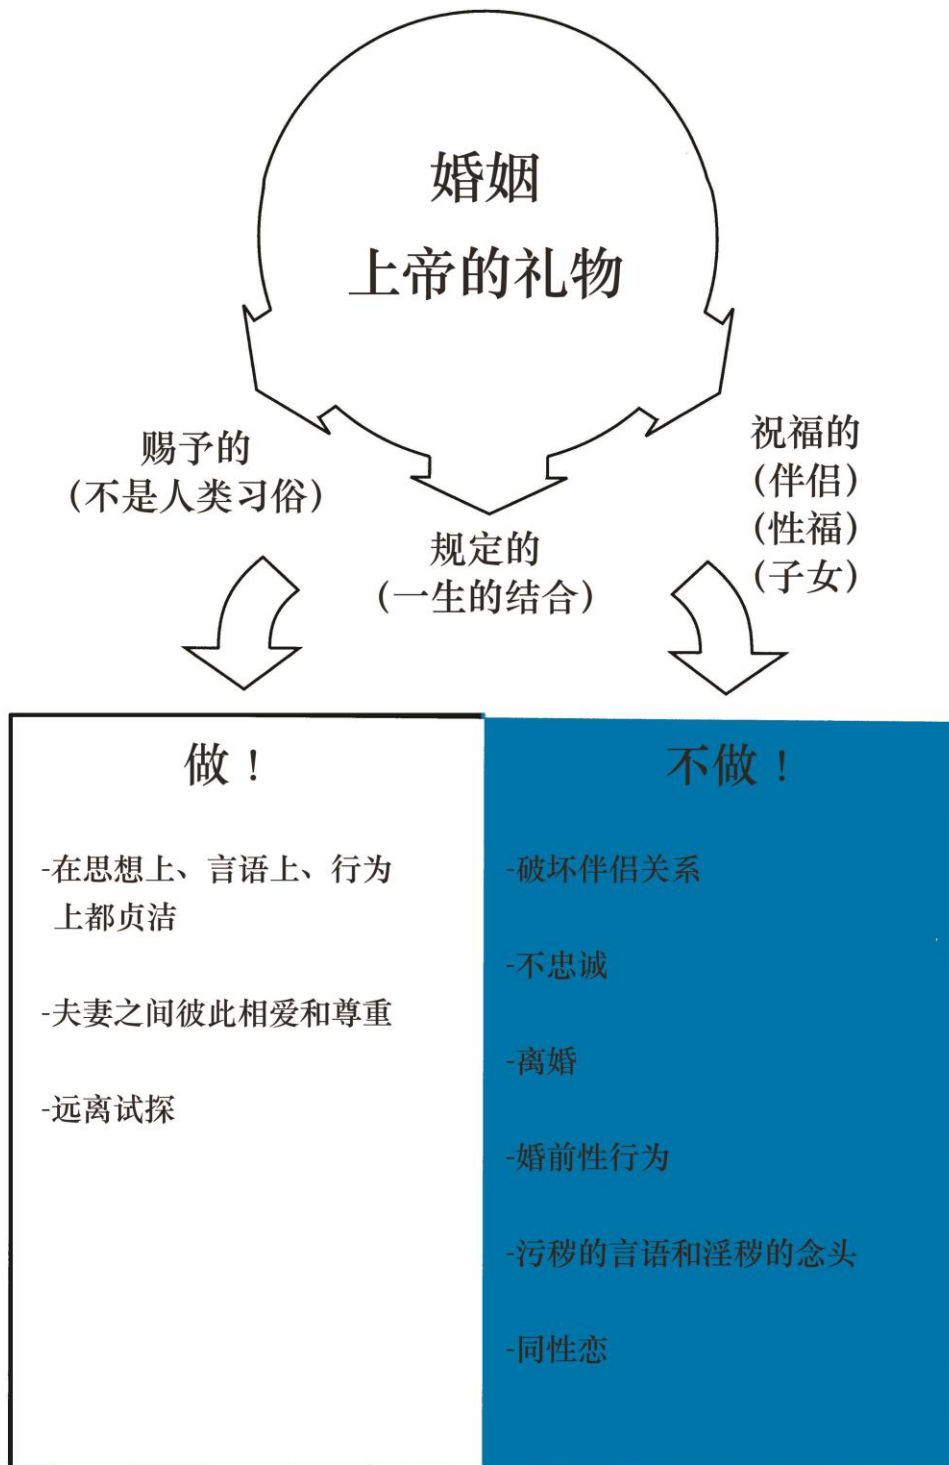 婚姻
上帝的礼物
赐予的
（不是人类习俗）
规定的
（一生的结合）
祝福的
（伴侣）
（性福）
（子女）
做！
-在思想上、言语上、行为
上都贞洁
-夫妻之间彼此相爱和尊重
-远离试探
不做！
-破坏伴侣关系
-不忠诚
-离婚
-婚前性行为
-污秽的言语和淫秽的念头
-同性恋